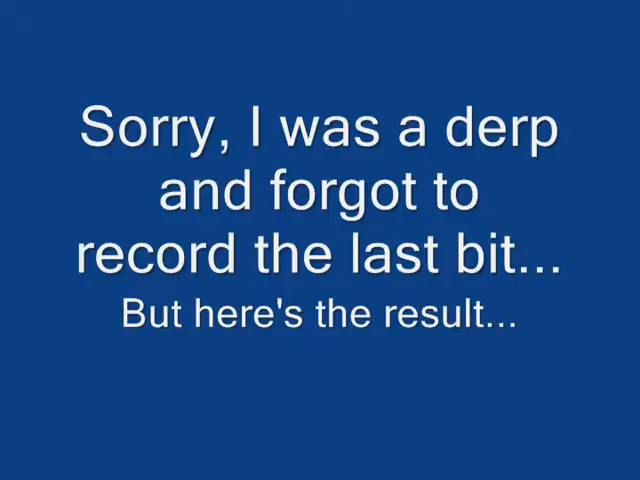 Sorry, I was a derp
and forgot to
record the last bit...
But here's the result...